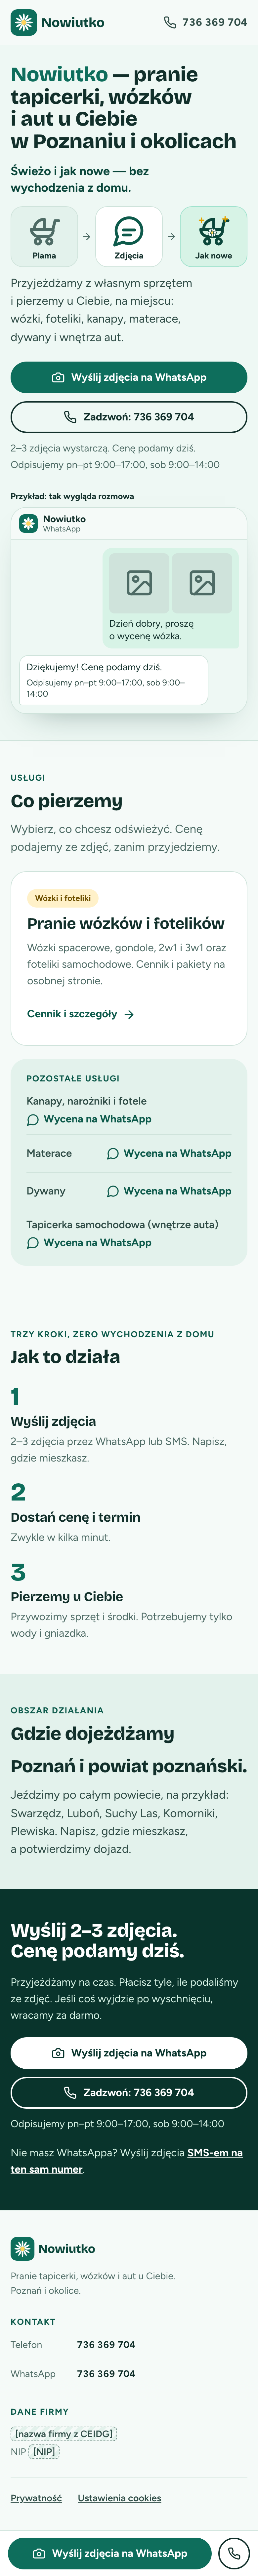 Nowiutko
736 369 704
Nowiutko — pranie
tapicerki, wózków
i aut u Ciebie
w Poznaniu i okolicach
Świeżo i jak nowe — bez
wychodzenia z domu.
Plama
→
Zdjęcia
→
Jak nowe
Przyjeżdżamy z własnym sprzętem
i pierzemy u Ciebie, na miejscu:
wózki, foteliki, kanapy, materace,
dywany i wnętrza aut.
Wyślij zdjęcia na WhatsApp
Zadzwoń: 736 369 704
2–3 zdjęcia wystarczą. Cenę podamy dziś.
Odpisujemy pn–pt 9:00–17:00, sob 9:00–14:00
Przykład: tak wygląda rozmowa
Nowiutko
WhatsApp
Dzień dobry, proszę
o wycenę wózka.
Dziękujemy! Cenę podamy dziś.
Odpisujemy pn–pt 9:00–17:00, sob 9:00–
14:00
USŁUGI
Co pierzemy
Wybierz, co chcesz odświeżyć. Cenę
podajemy ze zdjęć, zanim przyjedziemy.
Wózki i foteliki
Pranie wózków i fotelików
Wózki spacerowe, gondole, 2w1 i 3w1 oraz
foteliki samochodowe. Cennik i pakiety na
osobnej stronie.
Cennik i szczegóły →
POZOSTAŁE USŁUGI
Kanapy, narożniki i fotele
Wycena na WhatsApp
Materace
Wycena na WhatsApp
Dywany
Wycena na WhatsApp
Tapicerka samochodowa (wnętrze auta)
Wycena na WhatsApp
TRZY KROKI, ZERO WYCHODZENIA Z DOMU
Jak to działa
1
Wyślij zdjęcia
2–3 zdjęcia przez WhatsApp lub SMS. Napisz,
gdzie mieszkasz.
2
Dostań cenę i termin
Zwykle w kilka minut.
3
Pierzemy u Ciebie
Przywozimy sprzęt i środki. Potrzebujemy tylko
wody i gniazdka.
OBSZAR DZIAŁANIA
Gdzie dojeżdżamy
Poznań i powiat poznański.
Jeździmy po całym powiecie, na przykład:
Swarzędz, Luboń, Suchy Las, Komorniki,
Plewiska. Napisz, gdzie mieszkasz,
a potwierdzimy dojazd.
Wyślij 2–3 zdjęcia.
Cenę podamy dziś.
Przyjeżdżamy na czas. Płacisz tyle, ile podaliśmy
ze zdjęć. Jeśli coś wyjdzie po wyschnięciu,
wracamy za darmo.
Wyślij zdjęcia na WhatsApp
Zadzwoń: 736 369 704
Odpisujemy pn–pt 9:00–17:00, sob 9:00–14:00
Nie masz WhatsAppa? Wyślij zdjęcia SMS-em na
ten sam numer.
Nowiutko
Pranie tapicerki, wózków i aut u Ciebie.
Poznań i okolice.
KONTAKT
Telefon 736 369 704
WhatsApp 736 369 704
DANE FIRMY
[nazwa firmy z CEIDG]
NIP [NIP]
Prywatność Ustawienia cookies
Wyślij zdjęcia na WhatsApp